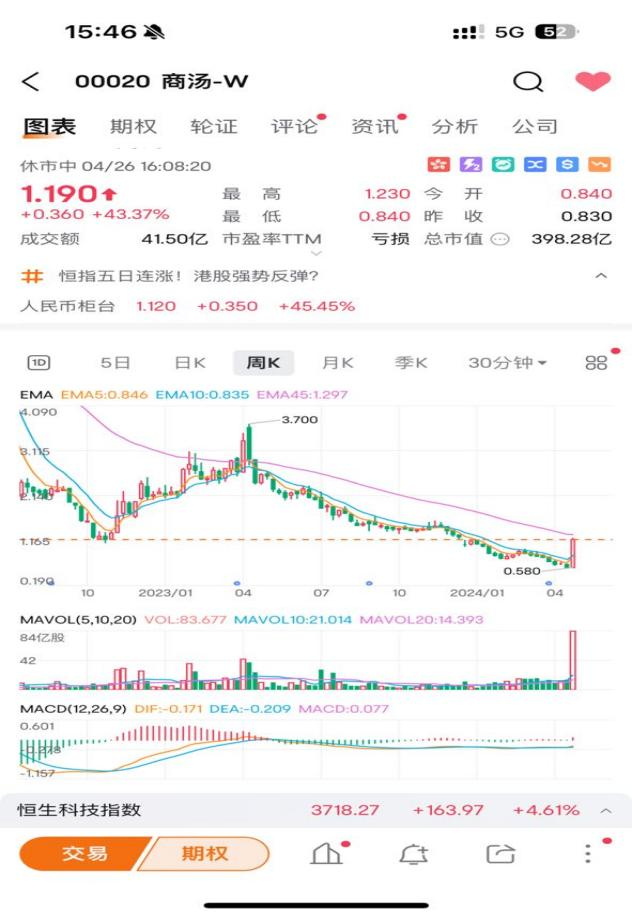 15:46 5G 52
00020 商汤-W
图表 期权 轮证 评论 资讯 分析 公司
休市中 04/26 16:08:20
1.190 最 高 1.230 今 开 0.840
+0.360 +43.37% 最 低 0.840 昨 收 0.830
成交额 41.50亿 市盈率TTM 亏损 总市值 398.28亿
恒指五日连涨！港股强势反弹?
人民币柜台 1.120 +0.350 +45.45%
1D 5日 日K 周K 月K 季K 30分钟
EMA EMA5:0.846 EMA10:0.835 EMA45:1.297
4.090
3.700
3.115
2.140
1.165
0.580
0.190
10 2023/01 04 07 10 2024/01 04
MAVOL(5,10,20) VOL:83.677 MAVOL10:21.014 MAVOL20:14.393
84亿股
42
MACD(12,26,9) DIF:-0.171 DEA:-0.209 MACD:0.077
0.601
-0.278
-1.157
恒生科技指数 3718.27 +163.97 +4.61%
交易 期权